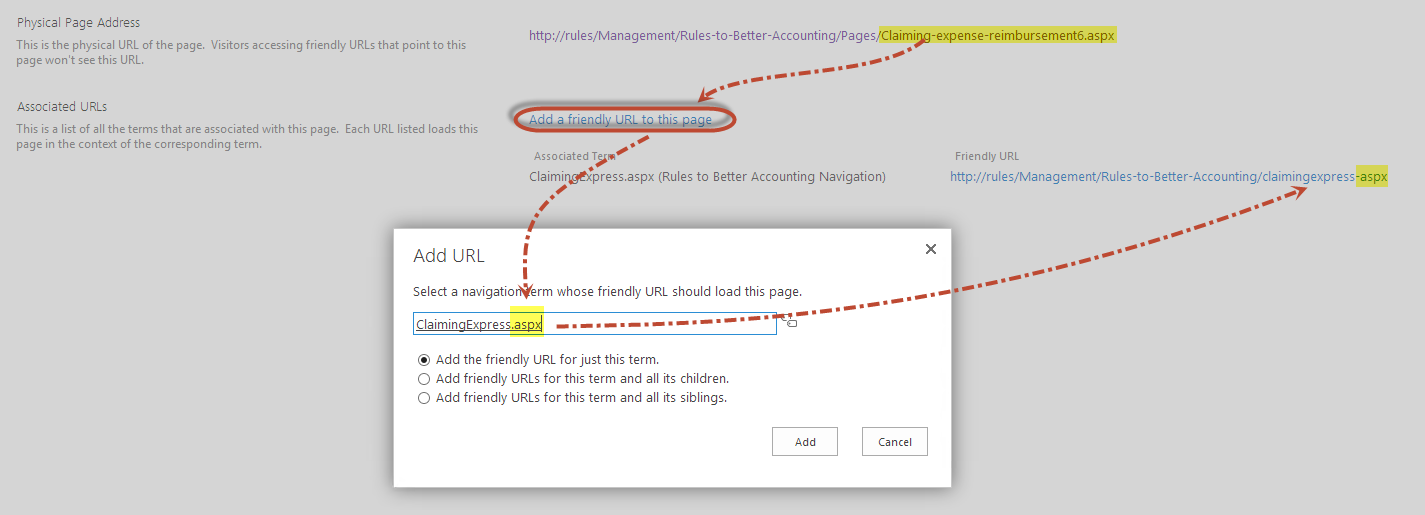 Physical Page Address
This is the physical URL of the page. Visitors accessing friendly URLs that point to this
page won't see this URL.
http://rules/Management/Rules-to-Better-Accounting/Pages/Claiming-expense-reimbursement6.aspx
Associated URLs
This is a list of all the terms that are associated with this page. Each URL listed loads this
page in the context of the corresponding term.
Add a friendly URL to this page
Associated Term
Friendly URL
ClaimingExpress.aspx (Rules to Better Accounting Navigation)
http://rules/Management/Rules-to-Better-Accounting/claimingexpress-aspx
Add URL
Select a navigation term whose friendly URL should load this page.
ClaimingExpress.aspx
Add the friendly URL for just this term.
Add friendly URLs for this term and all its children.
Add friendly URLs for this term and all its siblings.
Add
Cancel